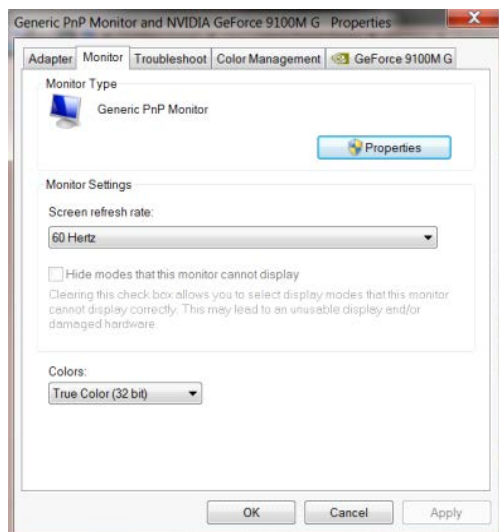 Generic PnP Monitor and NVIDIA GeForce 9100M G Properties
Adapter Monitor Troubleshoot Color Management GeForce 9100M G
Monitor Type
Generic PnP Monitor
Properties
Monitor Settings
Screen refresh rate:
60 Hertz
Hide modes that this monitor cannot display
Clearing this check box allows you to select display modes that this monitor
cannot display correctly. This may lead to an unusable display and/or
damaged hardware.
Colors:
True Color (32 bit)
OK Cancel Apply